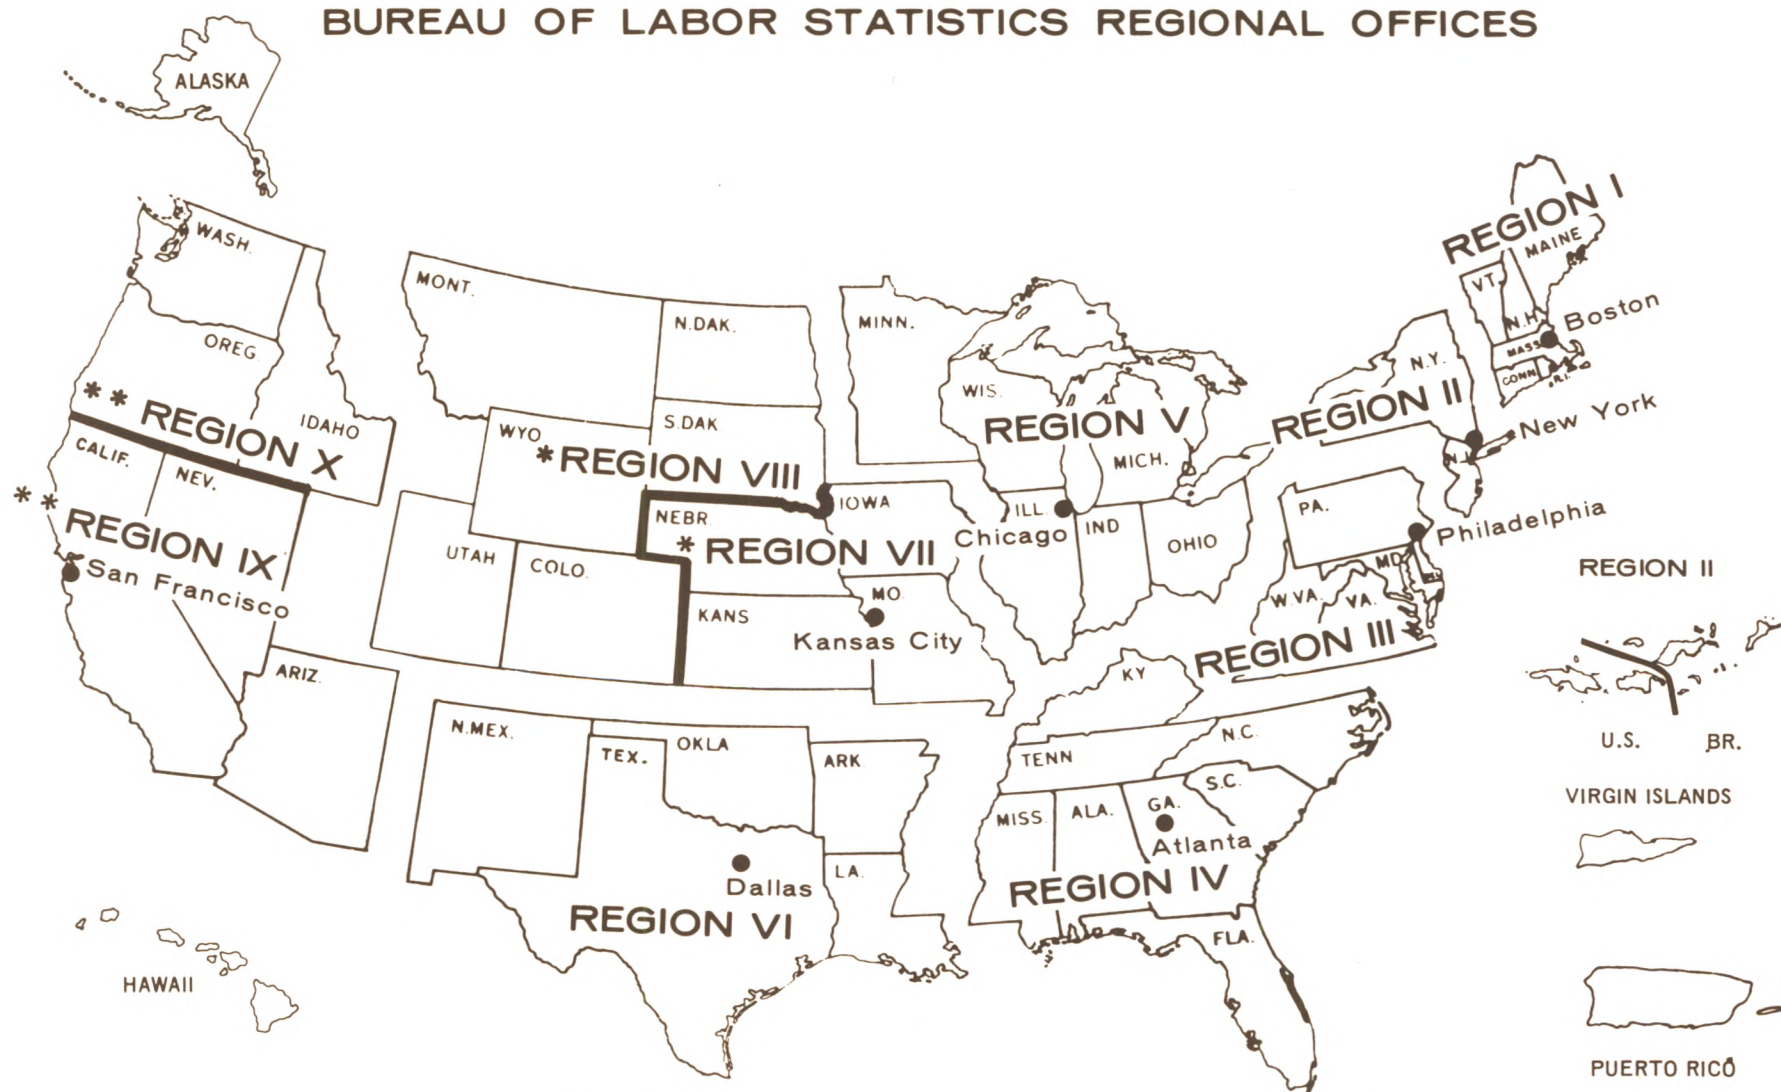 BUREAU OF LABOR STATISTICS REGIONAL OFFICES
ALASKA
REGION I
MAINE
WASH.
VT.
MONT.
N.H.
Boston
N.DAK.
MINN.
OREG.
MASS
N.Y.
CONN
R.I.
WIS.
** REGION X
IDAHO
WYO
S.DAK
REGION V
REGION II
New York
CALIF.
NEV.
*REGION VIII
MICH.
N.J.
** REGION IX
NEBR.
IOWA
ILL.
IND
OHIO
PA.
Chicago
Philadelphia
* REGION VII
UTAH
COLO.
MD
REGION II
San Francisco
KANS
MO.
W.VA.
VA.
Kansas City
REGION III
ARIZ.
KY
N.MEX.
OKLA
TEX.
ARK
TENN
N.C.
U.S.
BR.
S.C.
VIRGIN ISLANDS
MISS.
ALA.
GA.
Atlanta
LA.
Dallas
REGION IV
REGION VI
FLA.
HAWAII
PUERTO RICO